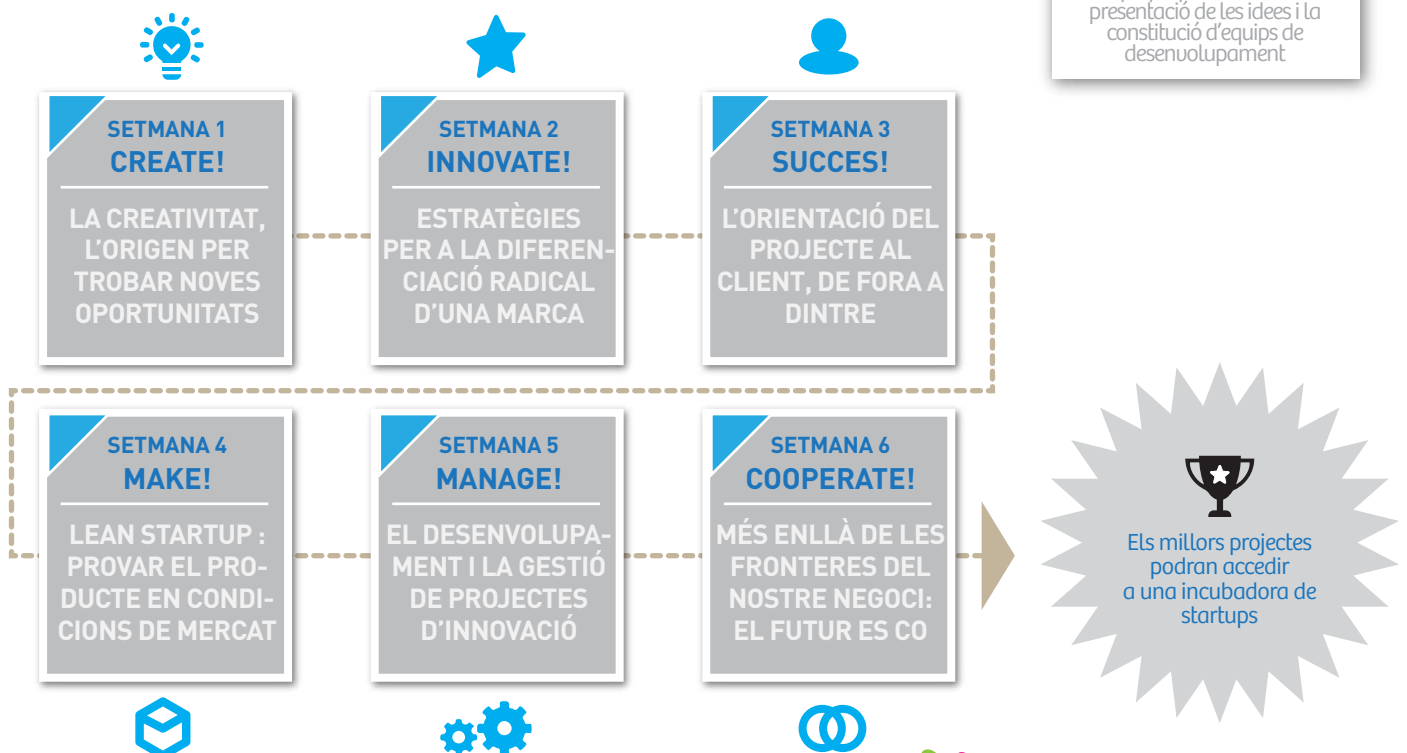 presentació de les idees i la
constitució d'equips de
desenvolupament
SETMANA 1
CREATE!
LA CREATIVITAT,
L'ORIGEN PER
TROBAR NOVES
OPORTUNITATS
SETMANA 2
INNOVATE!
ESTRATÈGIES
PER A LA DIFEREN-
CIACIÓ RADICAL
D'UNA MARCA
SETMANA 3
SUCCES!
L'ORIENTACIÓ DEL
PROJECTE AL
CLIENT, DE FORA A
DINTRE
SETMANA 4
MAKE!
LEAN STARTUP :
PROVAR EL PRO-
DUCTE EN CONDI-
CIONS DE MERCAT
SETMANA 5
MANAGE!
EL DESENVOLUPA-
MENT I LA GESTIÓ
DE PROJECTES
D'INNOVACIÓ
SETMANA 6
COOPERATE!
MÉS ENLLÀ DE LES
FRONTERES DEL
NOSTRE NEGOCI:
EL FUTUR ES CO
Els millors projectes
podran accedir
a una incubadora de
startups